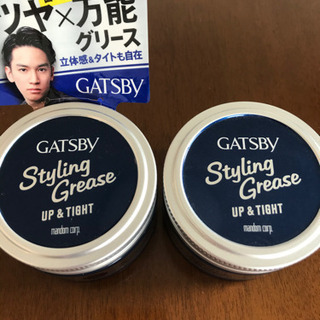 ツヤ×万能
グリース
立体感&タイトも自在
GATSBY
GATSBY
Styling
Grease
UP & TIGHT
mandom corp.
GATSBY
Styling
Grease
UP & TIGHT
mandom corp.